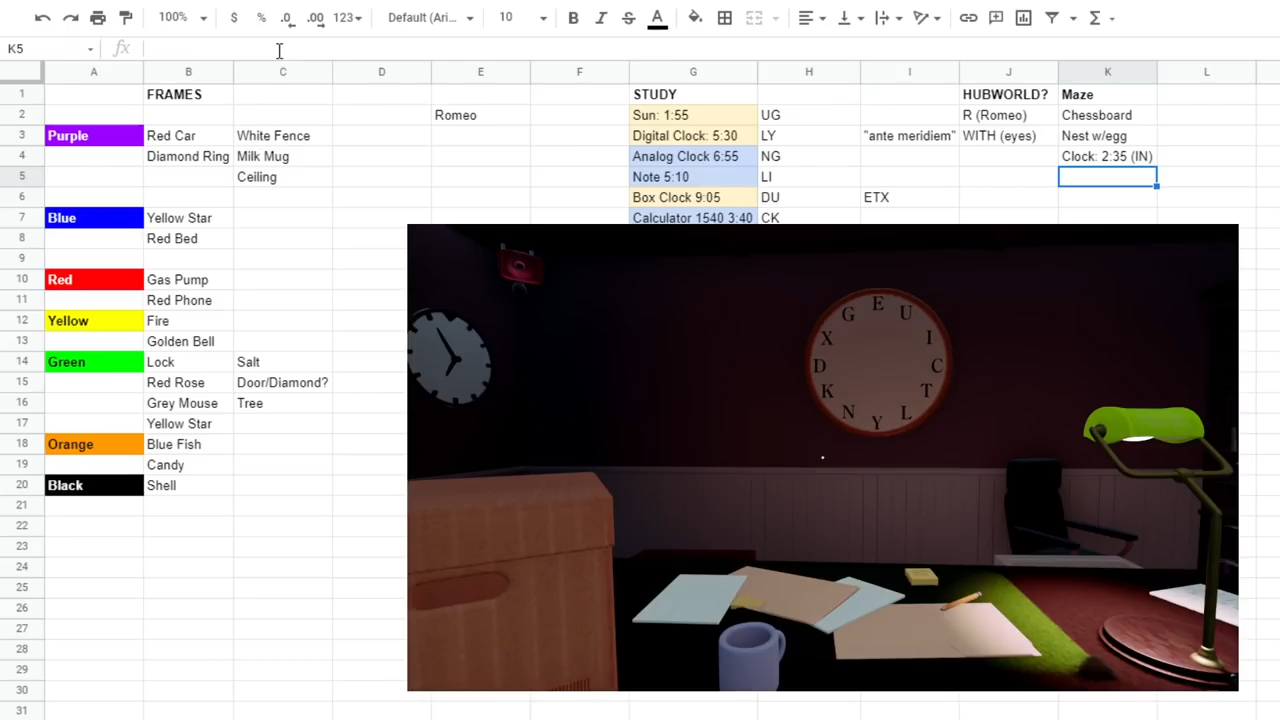 100% $ % .0 .00 123 Default (Ari... 10 B I S A
K5 fx
A B C D E F G H I J K L
1 FRAMES STUDY HUBWORLD? Maze
2 Romeo Sun: 1:55 UG R (Romeo) Chessboard
3 Purple Red Car White Fence Digital Clock: 5:30 LY "ante meridiem" WITH (eyes) Nest w/egg
4 Diamond Ring Milk Mug Analog Clock 6:55 NG Clock: 2:35 (IN)
5 Ceiling Note 5:10 LI
6 Box Clock 9:05 DU ETX
7 Blue Yellow Star Calculator 1540 3:40 CK
8 Red Bed
9
10 Red Gas Pump
11 Red Phone
12 Yellow Fire
13 Golden Bell
14 Green Lock Salt
15 Red Rose Door/Diamond?
16 Grey Mouse Tree
17 Yellow Star
18 Orange Blue Fish
19 Candy
20 Black Shell
21
22
23
24
25
26
27
28
29
30
31
E U I C T L Y N K D X G